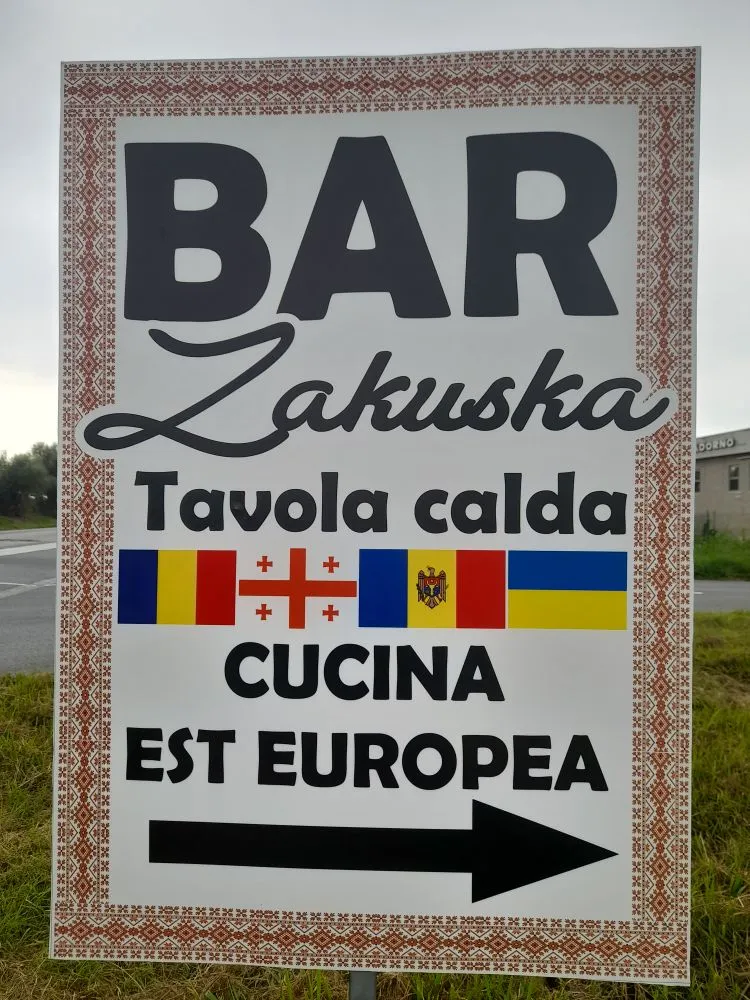 BAR
Zakuska
Tavola calda
CUCINA
EST EUROPEA